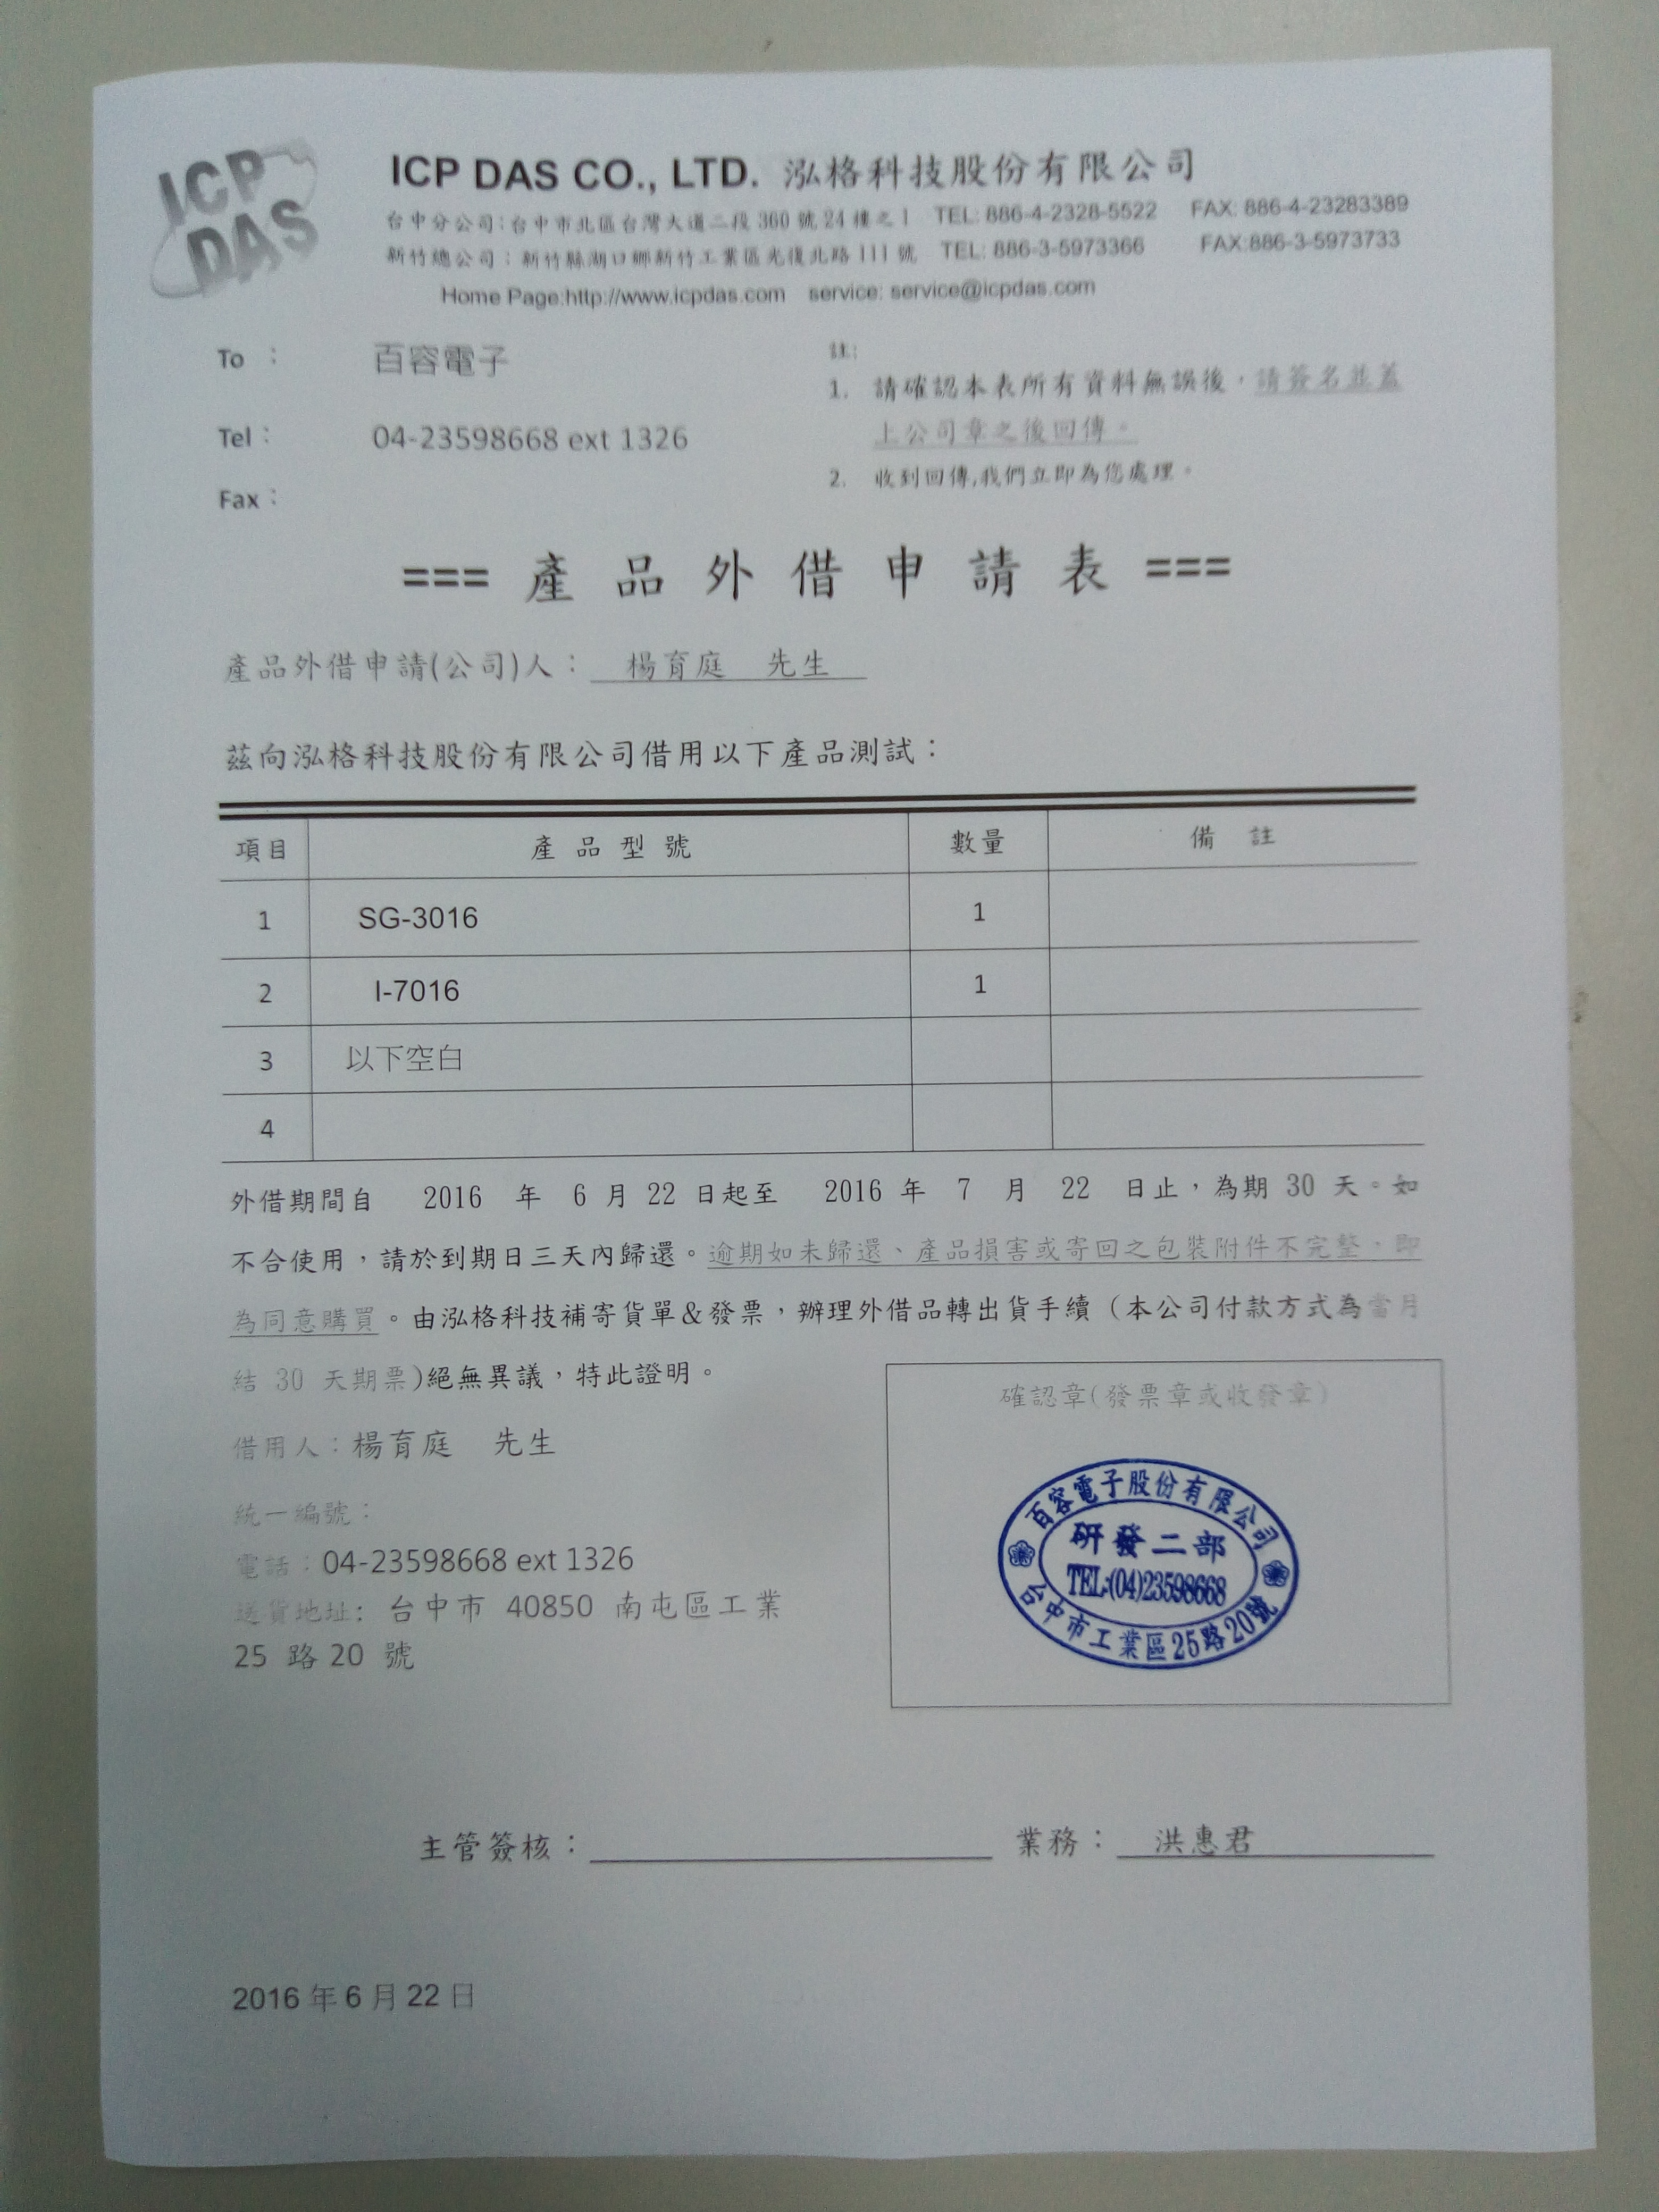 ICP
DAS
ICP DAS CO., LTD. 泓格科技股份有限公司
台中分公司:台中市北區台灣大道二段 360 號 24 樓之 1 TEL: 886-4-2328-5522 FAX: 886-4-23283389
新竹總公司：新竹縣湖口鄉新竹工業區光復北路 111 號 TEL: 886-3-5973366 FAX:886-3-5973733
Home Page:http://www.icpdas.com service: service@icpdas.com
To ： 百容電子
Tel： 04-23598668 ext 1326
Fax：
註:
1. 請確認本表所有資料無誤後，請簽名並蓋
上公司章之後回傳。
2. 收到回傳,我們立即為您處理。
=== 產 品 外 借 申 請 表 ===
產品外借申請(公司)人： 楊育庭 先生
茲向泓格科技股份有限公司借用以下產品測試：
項目 產 品 型 號 數量 備 註
1 SG-3016 1
2 I-7016 1
3 以下空白
4
外借期間自 2016 年 6 月 22 日起至 2016 年 7 月 22 日止，為期 30 天。如
不合使用，請於到期日三天內歸還。逾期如未歸還、產品損害或寄回之包裝附件不完整，即
為同意購買。由泓格科技補寄貨單&發票，辦理外借品轉出貨手續（本公司付款方式為當月
結 30 天期票)絕無異議，特此證明。
借用人：楊育庭 先生
統一編號：
電話：04-23598668 ext 1326
送貨地址: 台中市 40850 南屯區工業
25 路 20 號
確認章(發票章或收發章)
百容電子股份有限公司
研發二部
TEL:(04)23598668
台中市工業區25路20號
主管簽核： 業務： 洪惠君
2016 年 6 月 22 日